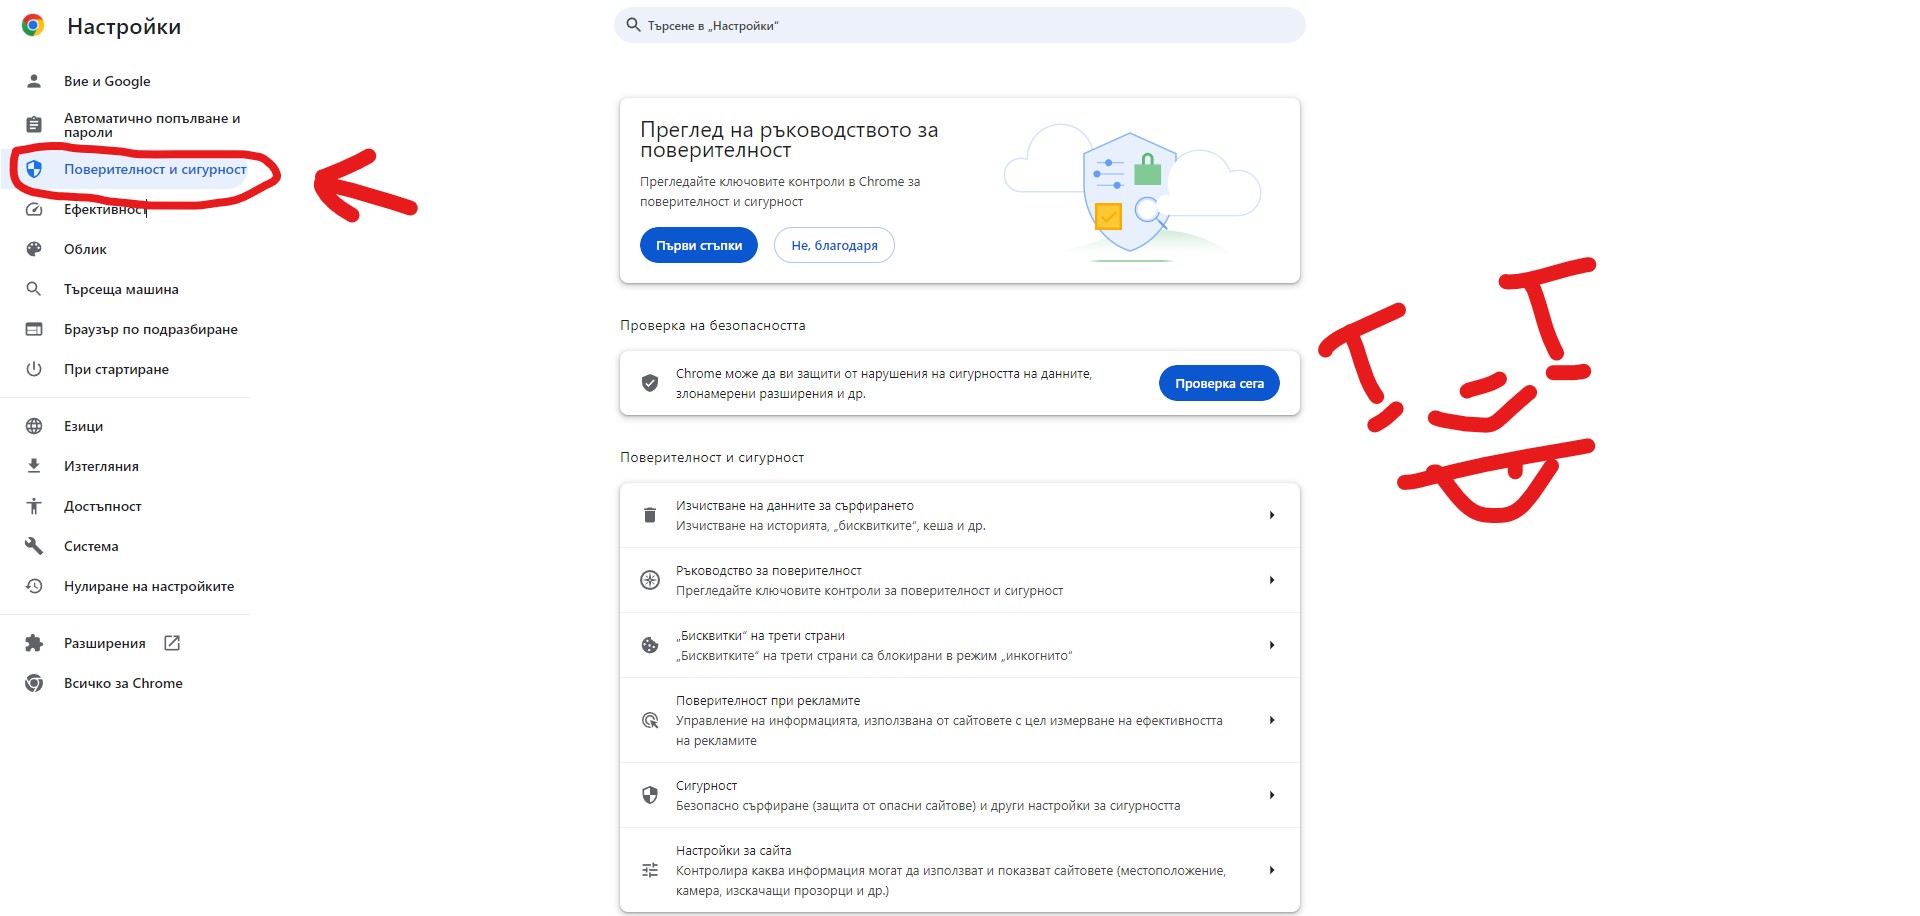 Настройки
Търсене в „Настройки“
Вие и Google
Автоматично попълване и
пароли
Поверителност и сигурност
Ефективност
Облик
Търсеща машина
Браузър по подразбиране
При стартиране
Езици
Изтегляния
Достъпност
Система
Нулиране на настройките
Разширения
Всичко за Chrome
Преглед на ръководството за
поверителност
Прегледайте ключовите контроли в Chrome за
поверителност и сигурност
Първи стъпки
Не, благодаря
Проверка на безопасността
Chrome може да ви защити от нарушения на сигурността на данните,
злонамерени разширения и др.
Проверка сега
Поверителност и сигурност
Изчистване на данните за сърфирането
Изчистване на историята, „бисквитките“, кеша и др.
Ръководство за поверителност
Прегледайте ключовите контроли за поверителност и сигурност
„Бисквитки“ на трети страни
„Бисквитките“ на трети страни са блокирани в режим „инкогнито“
Поверителност при рекламите
Управление на информацията, използвана от сайтовете с цел измерване на ефективността
на рекламите
Сигурност
Безопасно сърфиране (защита от опасни сайтове) и други настройки за сигурността
Настройки за сайта
Контролира каква информация могат да използват и показват сайтовете (местоположение,
камера, изскачащи прозорци и др.)